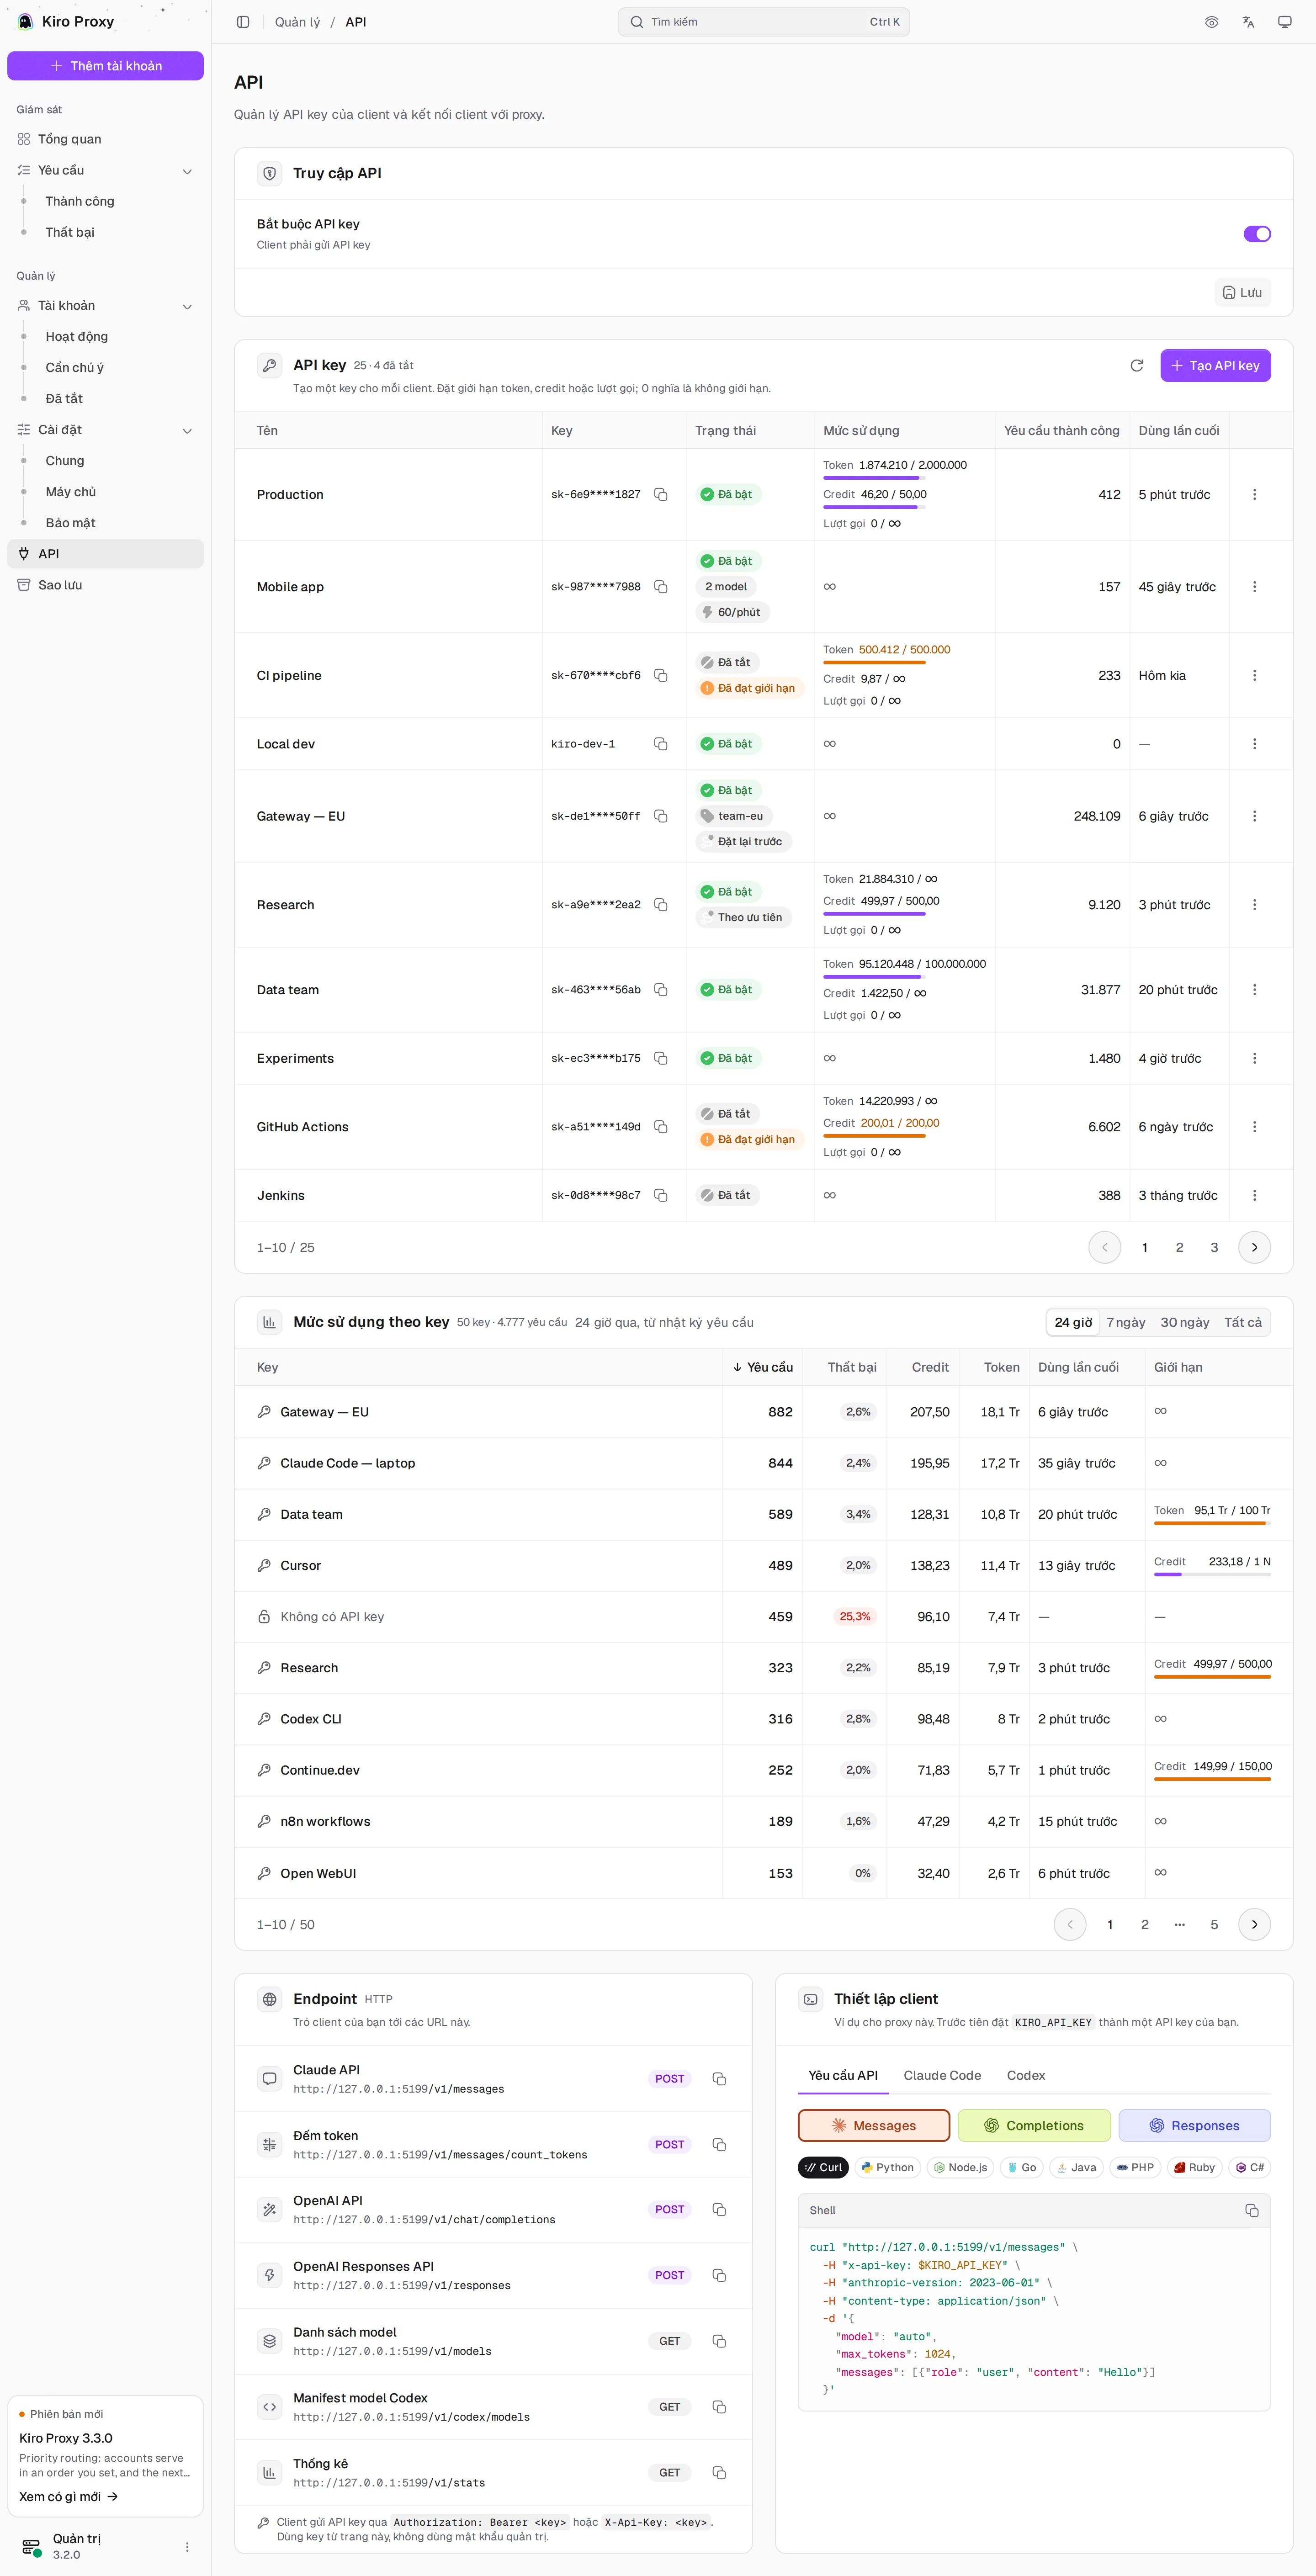 Kiro Proxy
Thêm tài khoản
Giám sát
Tổng quan
Yêu cầu
Thành công
Thất bại
Quản lý
Tài khoản
Hoạt động
Cần chú ý
Đã tắt
Cài đặt
Chung
Máy chủ
Bảo mật
API
Sao lưu
Phiên bản mới
Kiro Proxy 3.3.0
Priority routing: accounts serve
in an order you set, and the next...
Xem có gì mới →
Quản trị
3.2.0
Quản lý / API
Tìm kiếm Ctrl K
API
Quản lý API key của client và kết nối client với proxy.
Truy cập API
Bắt buộc API key
Client phải gửi API key
Lưu
API key 25 · 4 đã tắt
Tạo một key cho mỗi client. Đặt giới hạn token, credit hoặc lượt gọi; 0 nghĩa là không giới hạn.
Tạo API key
Tên Key Trạng thái Mức sử dụng Yêu cầu thành công Dùng lần cuối
Token 1.874.210 / 2.000.000
Production sk-6e9****1827 Đã bật Credit 46,20 / 50,00 412 5 phút trước
Lượt gọi 0 / ∞
Đã bật
Mobile app sk-987****7988 2 model ∞ 157 45 giây trước
60/phút
Token 500.412 / 500.000
Đã tắt
CI pipeline sk-670****cbf6 Credit 9,87 / ∞ 233 Hôm kia
Đã đạt giới hạn
Lượt gọi 0 / ∞
Local dev kiro-dev-1 Đã bật ∞ 0 —
Đã bật
Gateway — EU sk-de1****50ff team-eu ∞ 248.109 6 giây trước
Đặt lại trước
Token 21.884.310 / ∞
Đã bật
Research sk-a9e****2ea2 Credit 499,97 / 500,00 9.120 3 phút trước
Theo ưu tiên
Lượt gọi 0 / ∞
Token 95.120.448 / 100.000.000
Data team sk-463****56ab Đã bật Credit 1.422,50 / ∞ 31.877 20 phút trước
Lượt gọi 0 / ∞
Experiments sk-ec3****b175 Đã bật ∞ 1.480 4 giờ trước
Token 14.220.993 / ∞
Đã tắt
GitHub Actions sk-a51****149d Credit 200,01 / 200,00 6.602 6 ngày trước
Đã đạt giới hạn
Lượt gọi 0 / ∞
Jenkins sk-0d8****98c7 Đã tắt ∞ 388 3 tháng trước
1–10 / 25 1 2 3
Mức sử dụng theo key 50 key · 4.777 yêu cầu 24 giờ qua, từ nhật ký yêu cầu 24 giờ 7 ngày 30 ngày Tất cả
Key ↓ Yêu cầu Thất bại Credit Token Dùng lần cuối Giới hạn
Gateway — EU 882 2,6% 207,50 18,1 Tr 6 giây trước ∞
Claude Code — laptop 844 2,4% 195,95 17,2 Tr 35 giây trước ∞
Data team 589 3,4% 128,31 10,8 Tr 20 phút trước Token 95,1 Tr / 100 Tr
Cursor 489 2,0% 138,23 11,4 Tr 13 giây trước Credit 233,18 / 1 N
Không có API key 459 25,3% 96,10 7,4 Tr — —
Research 323 2,2% 85,19 7,9 Tr 3 phút trước Credit 499,97 / 500,00
Codex CLI 316 2,8% 98,48 8 Tr 2 phút trước ∞
Continue.dev 252 2,0% 71,83 5,7 Tr 1 phút trước Credit 149,99 / 150,00
n8n workflows 189 1,6% 47,29 4,2 Tr 15 phút trước ∞
Open WebUI 153 0% 32,40 2,6 Tr 6 phút trước ∞
1–10 / 50 1 2 ··· 5
Endpoint HTTP
Trỏ client của bạn tới các URL này.
Claude API
http://127.0.0.1:5199/v1/messages POST
Đếm token
http://127.0.0.1:5199/v1/messages/count_tokens POST
OpenAI API
http://127.0.0.1:5199/v1/chat/completions POST
OpenAI Responses API
http://127.0.0.1:5199/v1/responses POST
Danh sách model
http://127.0.0.1:5199/v1/models GET
Manifest model Codex
http://127.0.0.1:5199/v1/codex/models GET
Thống kê
http://127.0.0.1:5199/v1/stats GET
Client gửi API key qua Authorization: Bearer <key> hoặc X-Api-Key: <key>.
Dùng key từ trang này, không dùng mật khẩu quản trị.
Thiết lập client
Ví dụ cho proxy này. Trước tiên đặt KIRO_API_KEY thành một API key của bạn.
Yêu cầu API Claude Code Codex
Messages Completions Responses
Curl Python Node.js Go Java PHP Ruby C#
Shell
curl "http://127.0.0.1:5199/v1/messages" \
-H "x-api-key: $KIRO_API_KEY" \
-H "anthropic-version: 2023-06-01" \
-H "content-type: application/json" \
-d '{
"model": "auto",
"max_tokens": 1024,
"messages": [{"role": "user", "content": "Hello"}]
}'